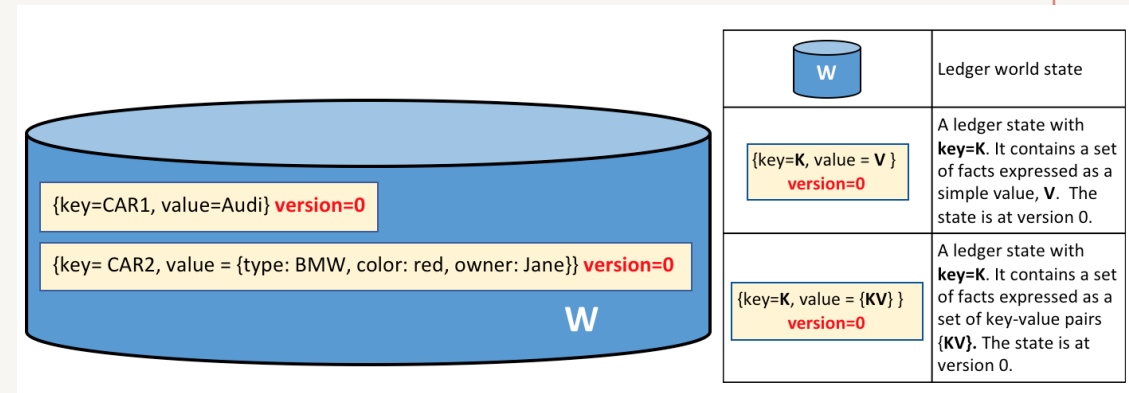 {key=CAR1, value=Audi} version=0
{key= CAR2, value = {type: BMW, color: red, owner: Jane}} version=0
W
W
Ledger world state
{key=K, value = V }
version=0
A ledger state with
key=K. It contains a set
of facts expressed as a
simple value, V. The
state is at version 0.
{key=K, value = {KV} }
version=0
A ledger state with
key=K. It contains a set
of facts expressed as a
set of key-value pairs
{KV}. The state is at
version 0.